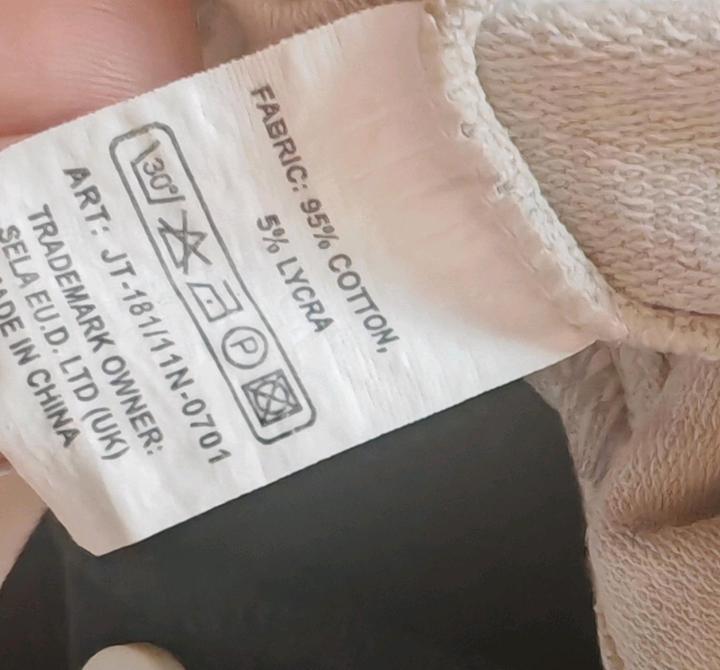 FABRIC: 95% COTTON,
5% LYCRA
30°
P
ART: JT-181/11N-0701
TRADEMARK OWNER:
SELA EU.D. LTD (UK)
MADE IN CHINA